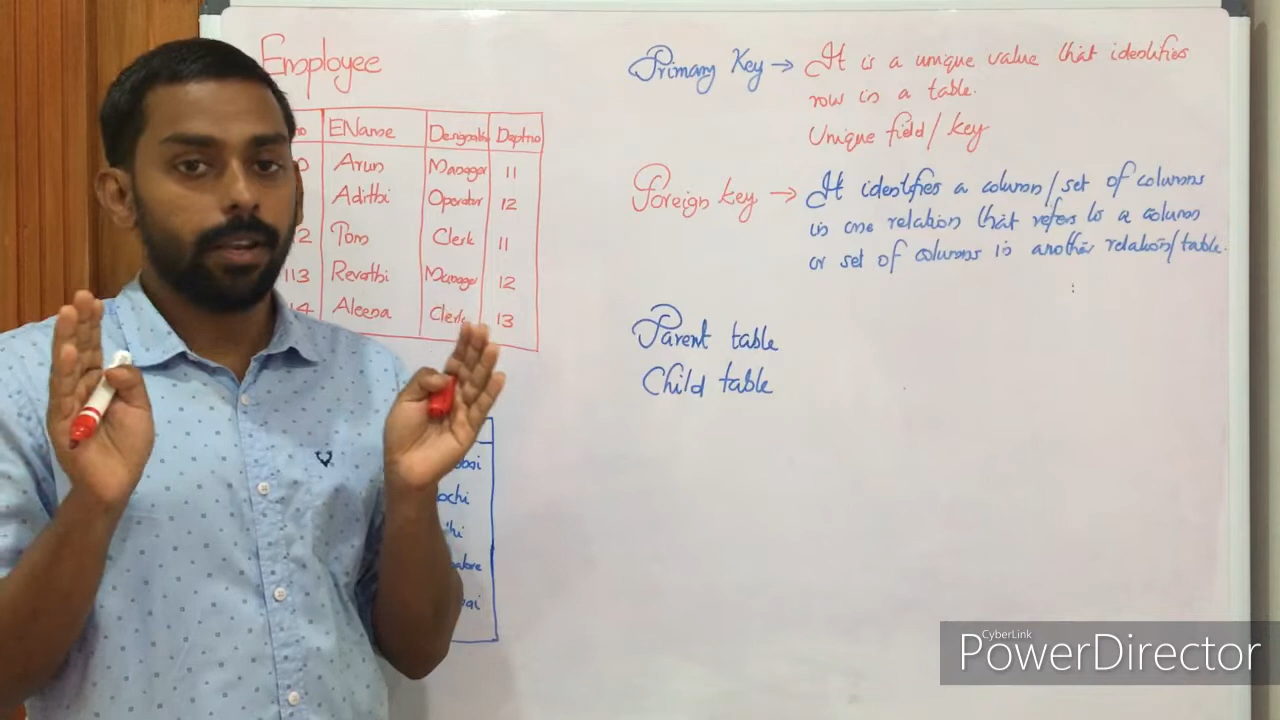 Employee
EName Designation Deptno
Arun Manager 11
Adithi Operator 12
Tom Clerk 11
113 Revathi Manager 12
14 Aleena Clerk 13
Primary Key → It is a unique value that identifies
row in a table.
Unique field/key
Foreign key → It identifies a column/set of columns
in one relation that refers to a column
or set of columns in another relation/table.
Parent table
Child table
CyberLink
PowerDirector